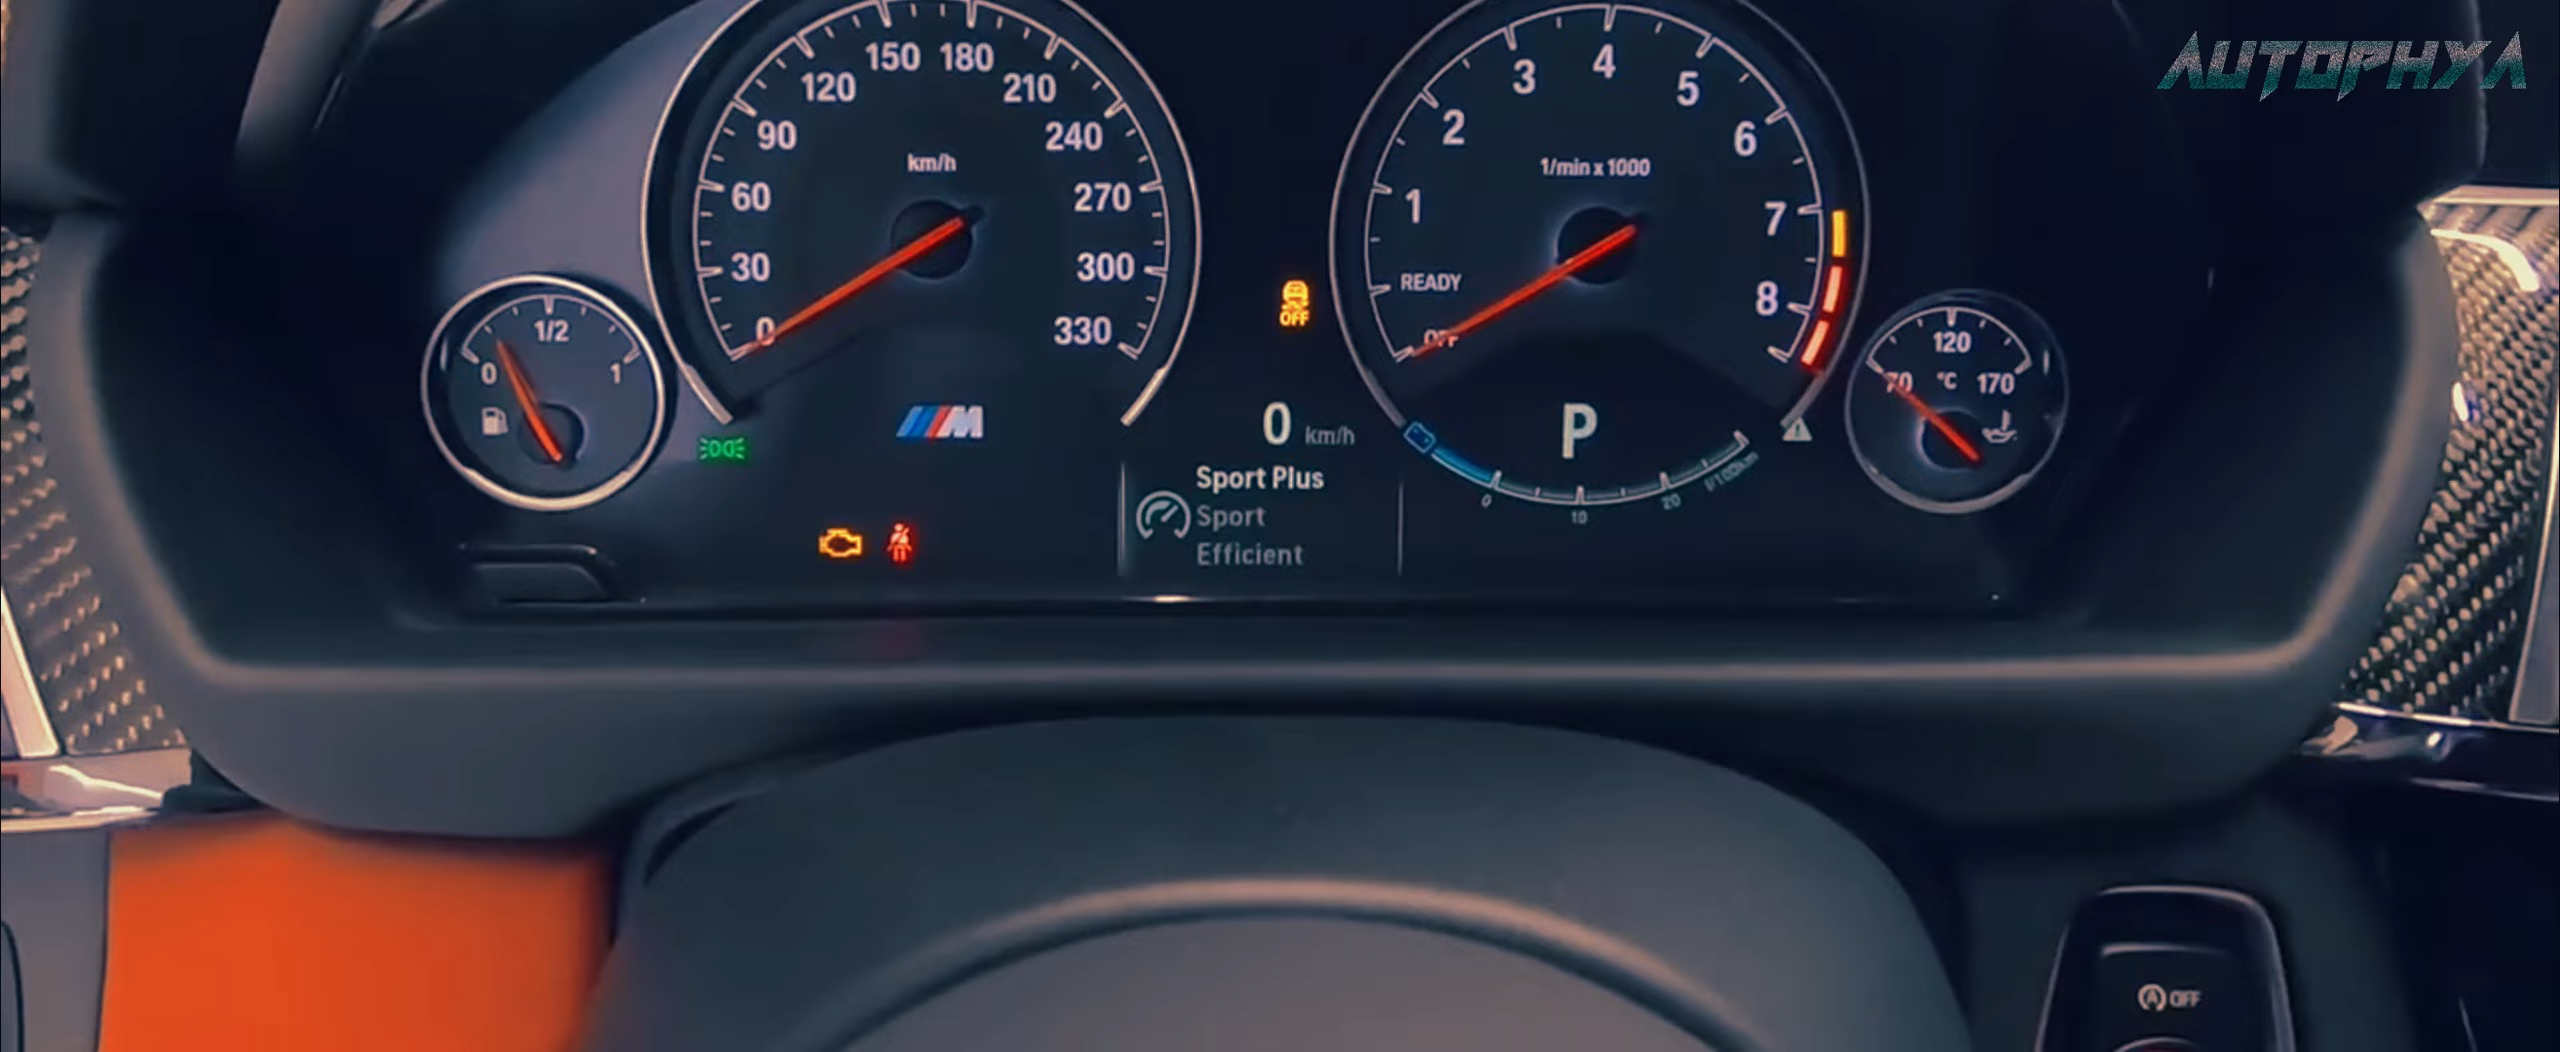 AUTOPHYA
150 180
120 210
90 240
km/h
60 270
30 300
0 330
4
3 5
2 6
1/min x 1000
1 7
READY 8
OFF
1/2
0 1
120
70 °C 170
OFF
M
0 km/h
P
Sport Plus
Sport
Efficient
0 10 20 l/100km
A OFF